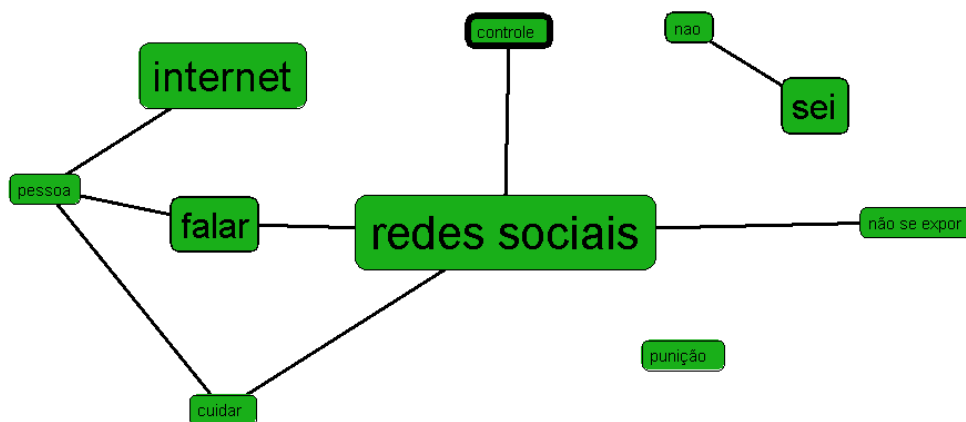 controle
nao
internet
sei
pessoa
falar
redes sociais
não se expor
punição
cuidar